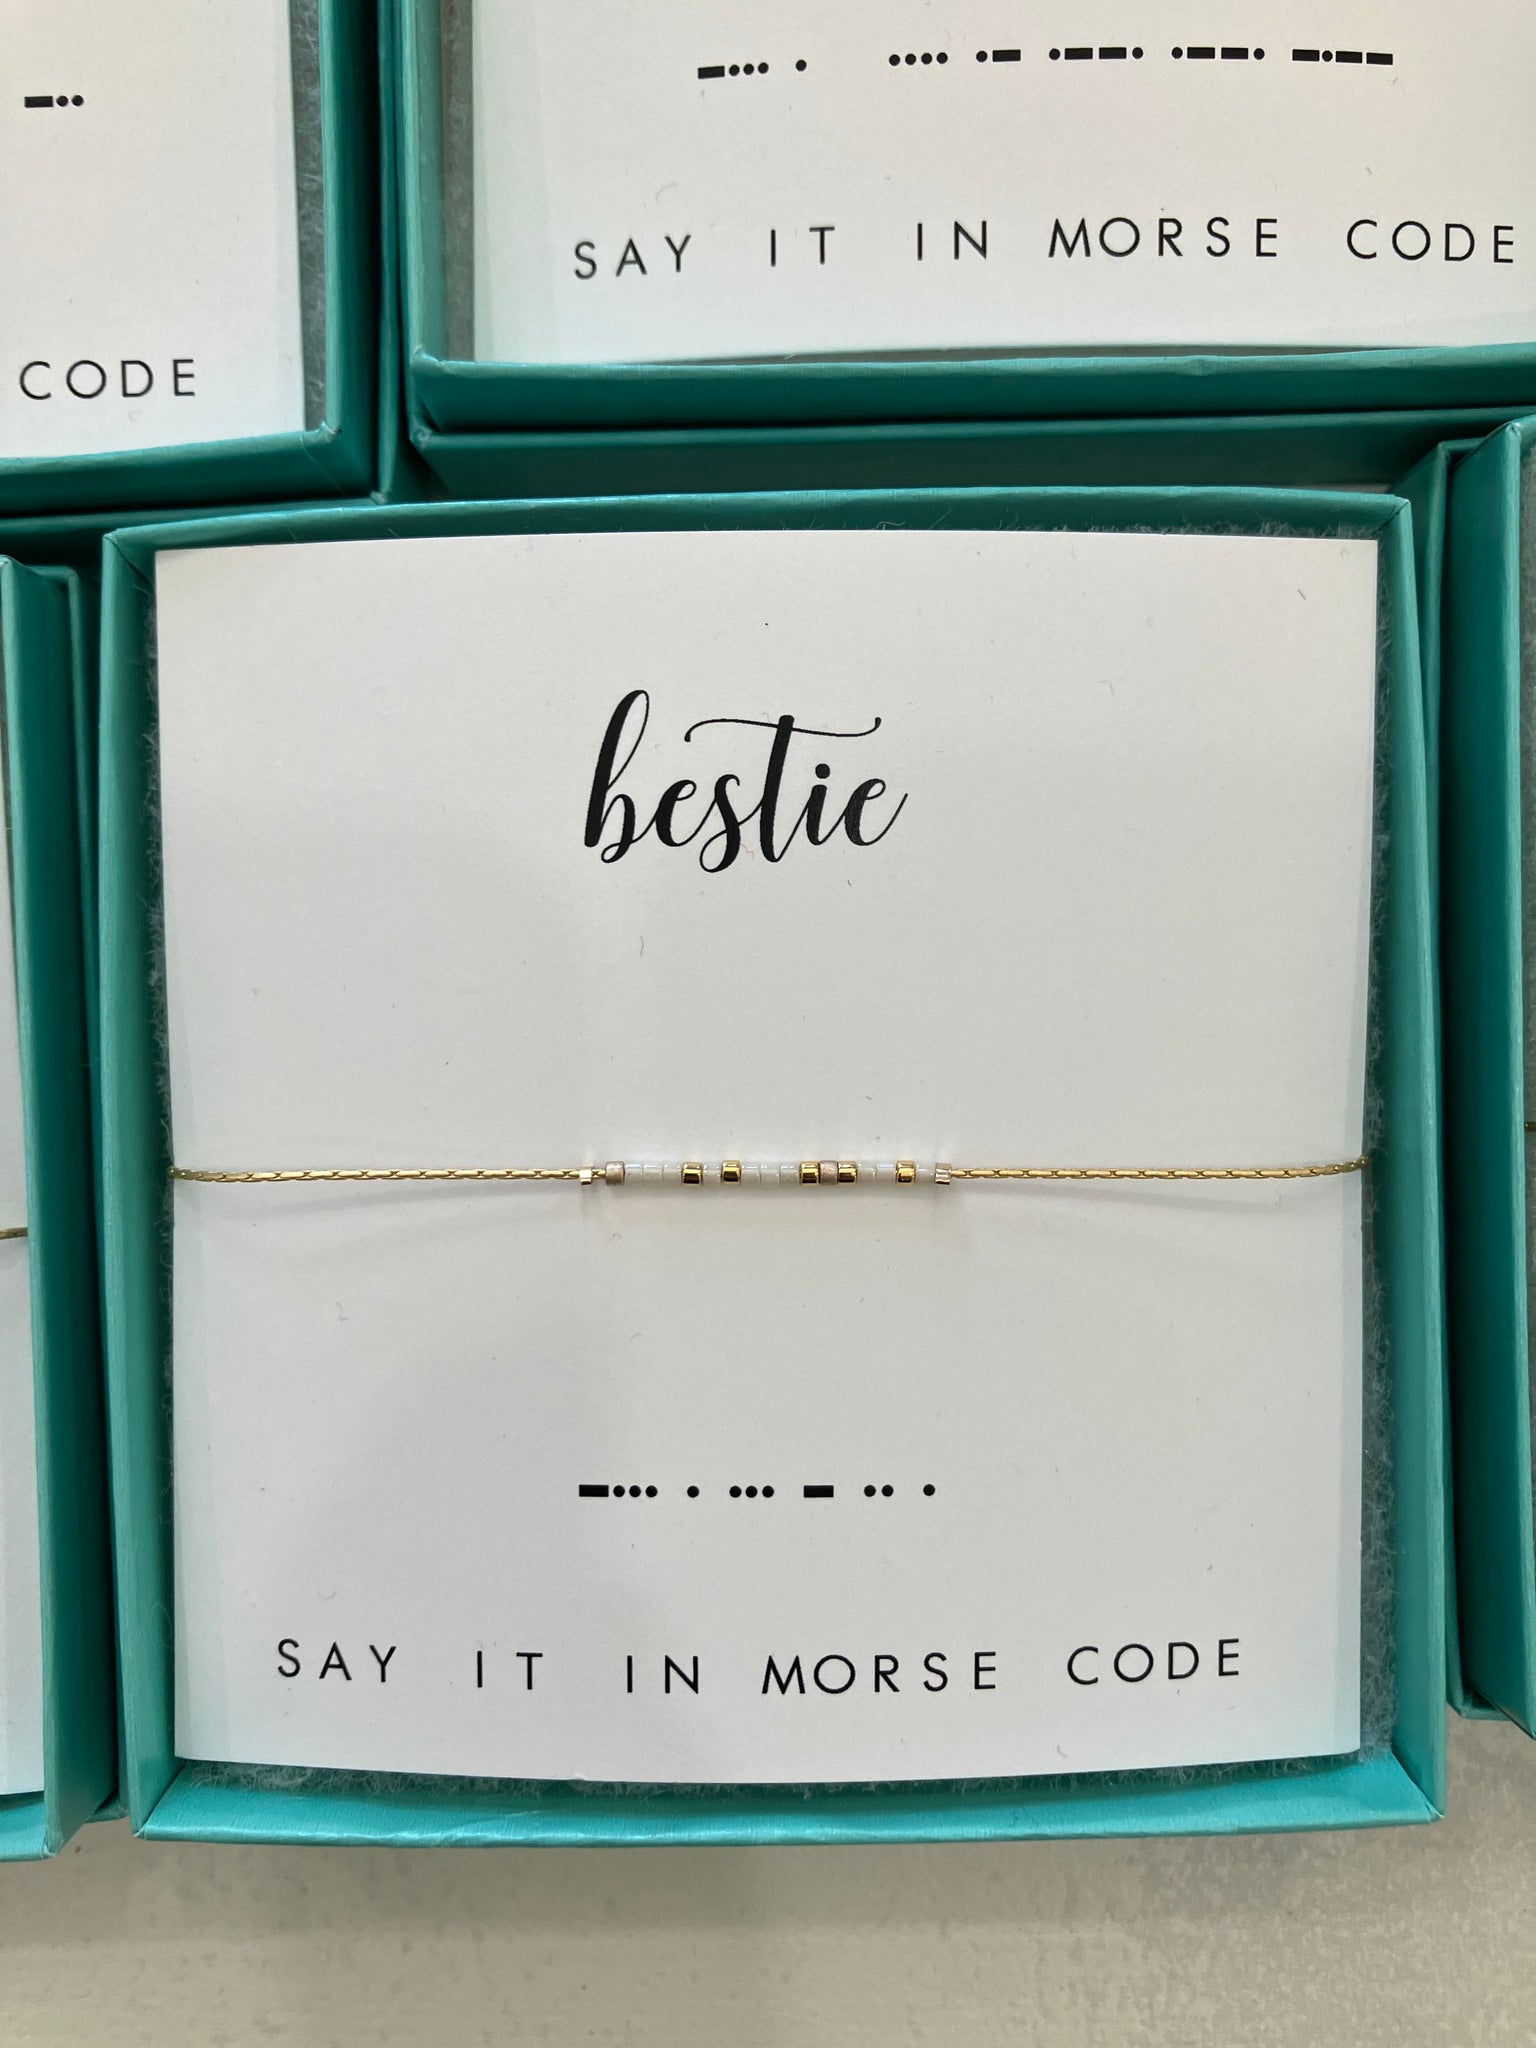 -... . .... .- .--. .--. -.--
-..
SAY IT IN MORSE CODE
CODE
bestie
-... . ... - .. .
SAY IT IN MORSE CODE